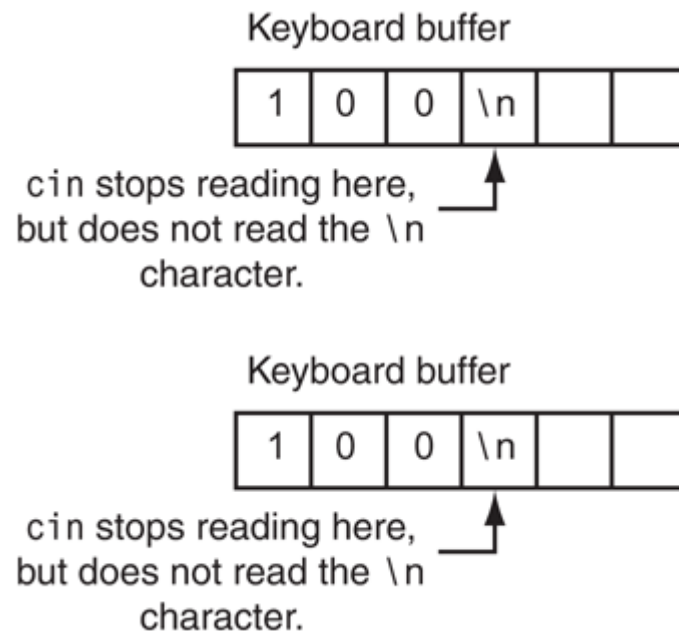 Keyboard buffer
1 0 0 \n
cin stops reading here,
but does not read the \n
character.
Keyboard buffer
1 0 0 \n
cin stops reading here,
but does not read the \n
character.